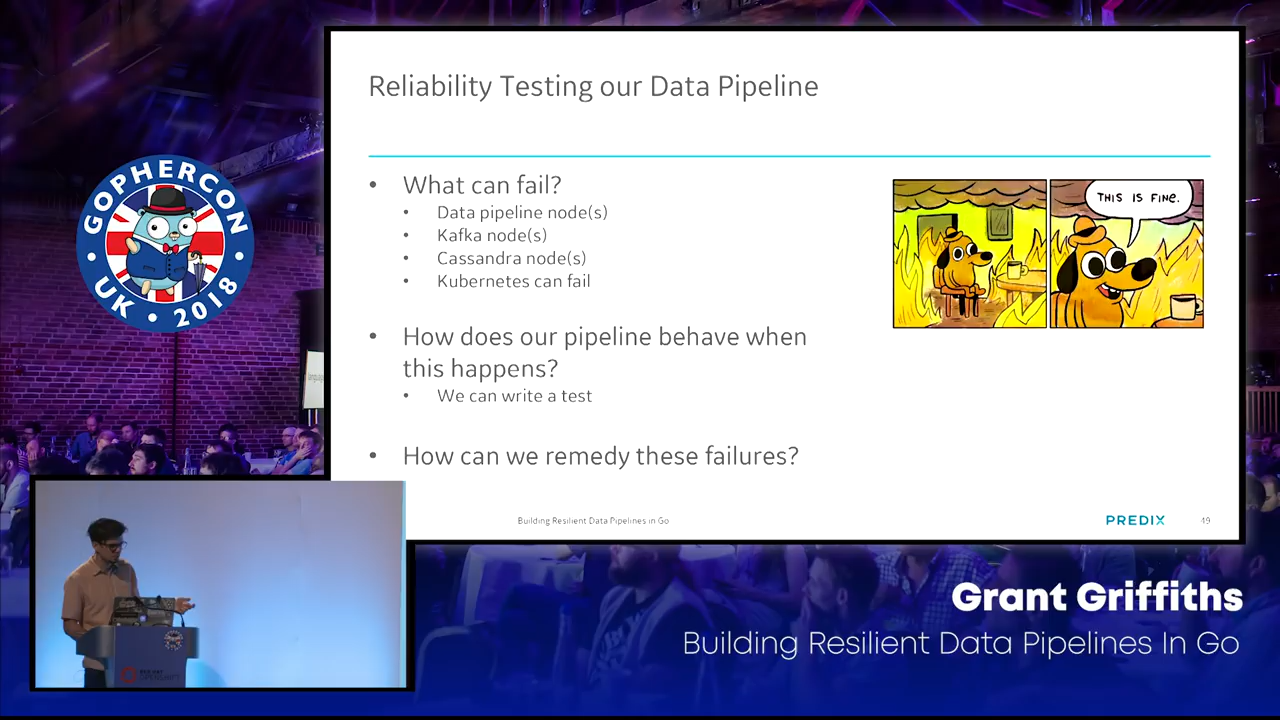 Reliability Testing our Data Pipeline
• What can fail?
• Data pipeline node(s)
• Kafka node(s)
• Cassandra node(s)
• Kubernetes can fail
• How does our pipeline behave when
this happens?
• We can write a test
• How can we remedy these failures?
THIS IS FINE.
Building Resilient Data Pipelines in Go
PREDIX
49
GOPHERCON
UK • 2018
OPENSHIFT
Grant Griffiths
Building Resilient Data Pipelines In Go